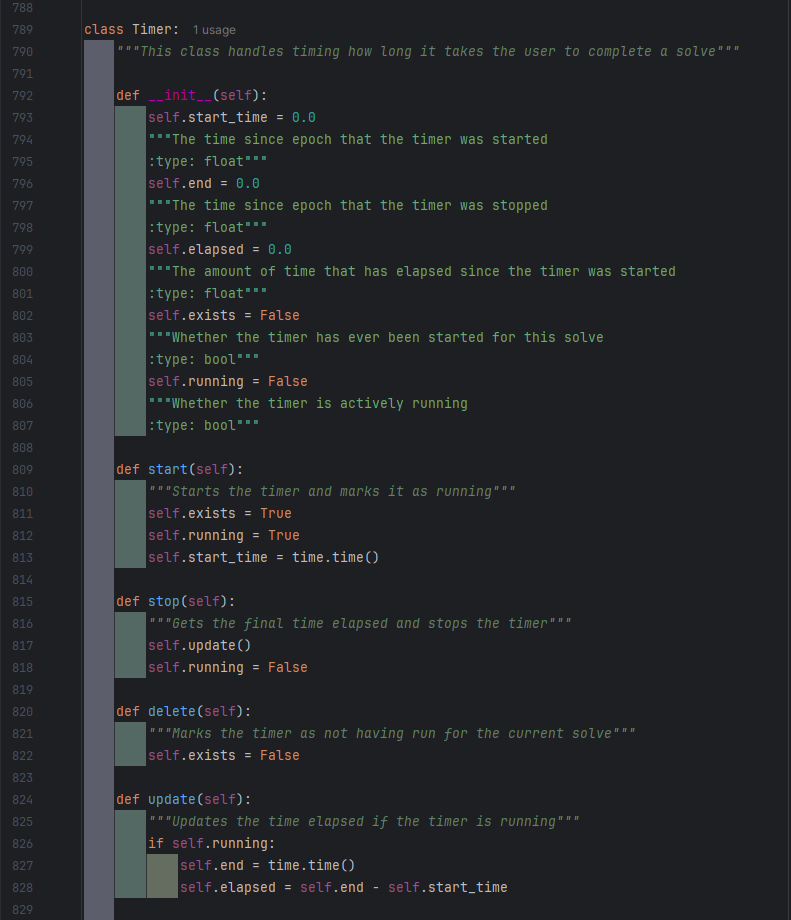 788
789 class Timer: 1 usage
790 """This class handles timing how long it takes the user to complete a solve"""
791
792 def __init__(self):
793 self.start_time = 0.0
794 """The time since epoch that the timer was started
795 :type: float"""
796 self.end = 0.0
797 """The time since epoch that the timer was stopped
798 :type: float"""
799 self.elapsed = 0.0
800 """The amount of time that has elapsed since the timer was started
801 :type: float"""
802 self.exists = False
803 """Whether the timer has ever been started for this solve
804 :type: bool"""
805 self.running = False
806 """Whether the timer is actively running
807 :type: bool"""
808
809 def start(self):
810 """Starts the timer and marks it as running"""
811 self.exists = True
812 self.running = True
813 self.start_time = time.time()
814
815 def stop(self):
816 """Gets the final time elapsed and stops the timer"""
817 self.update()
818 self.running = False
819
820 def delete(self):
821 """Marks the timer as not having run for the current solve"""
822 self.exists = False
823
824 def update(self):
825 """Updates the time elapsed if the timer is running"""
826 if self.running:
827 self.end = time.time()
828 self.elapsed = self.end - self.start_time
829